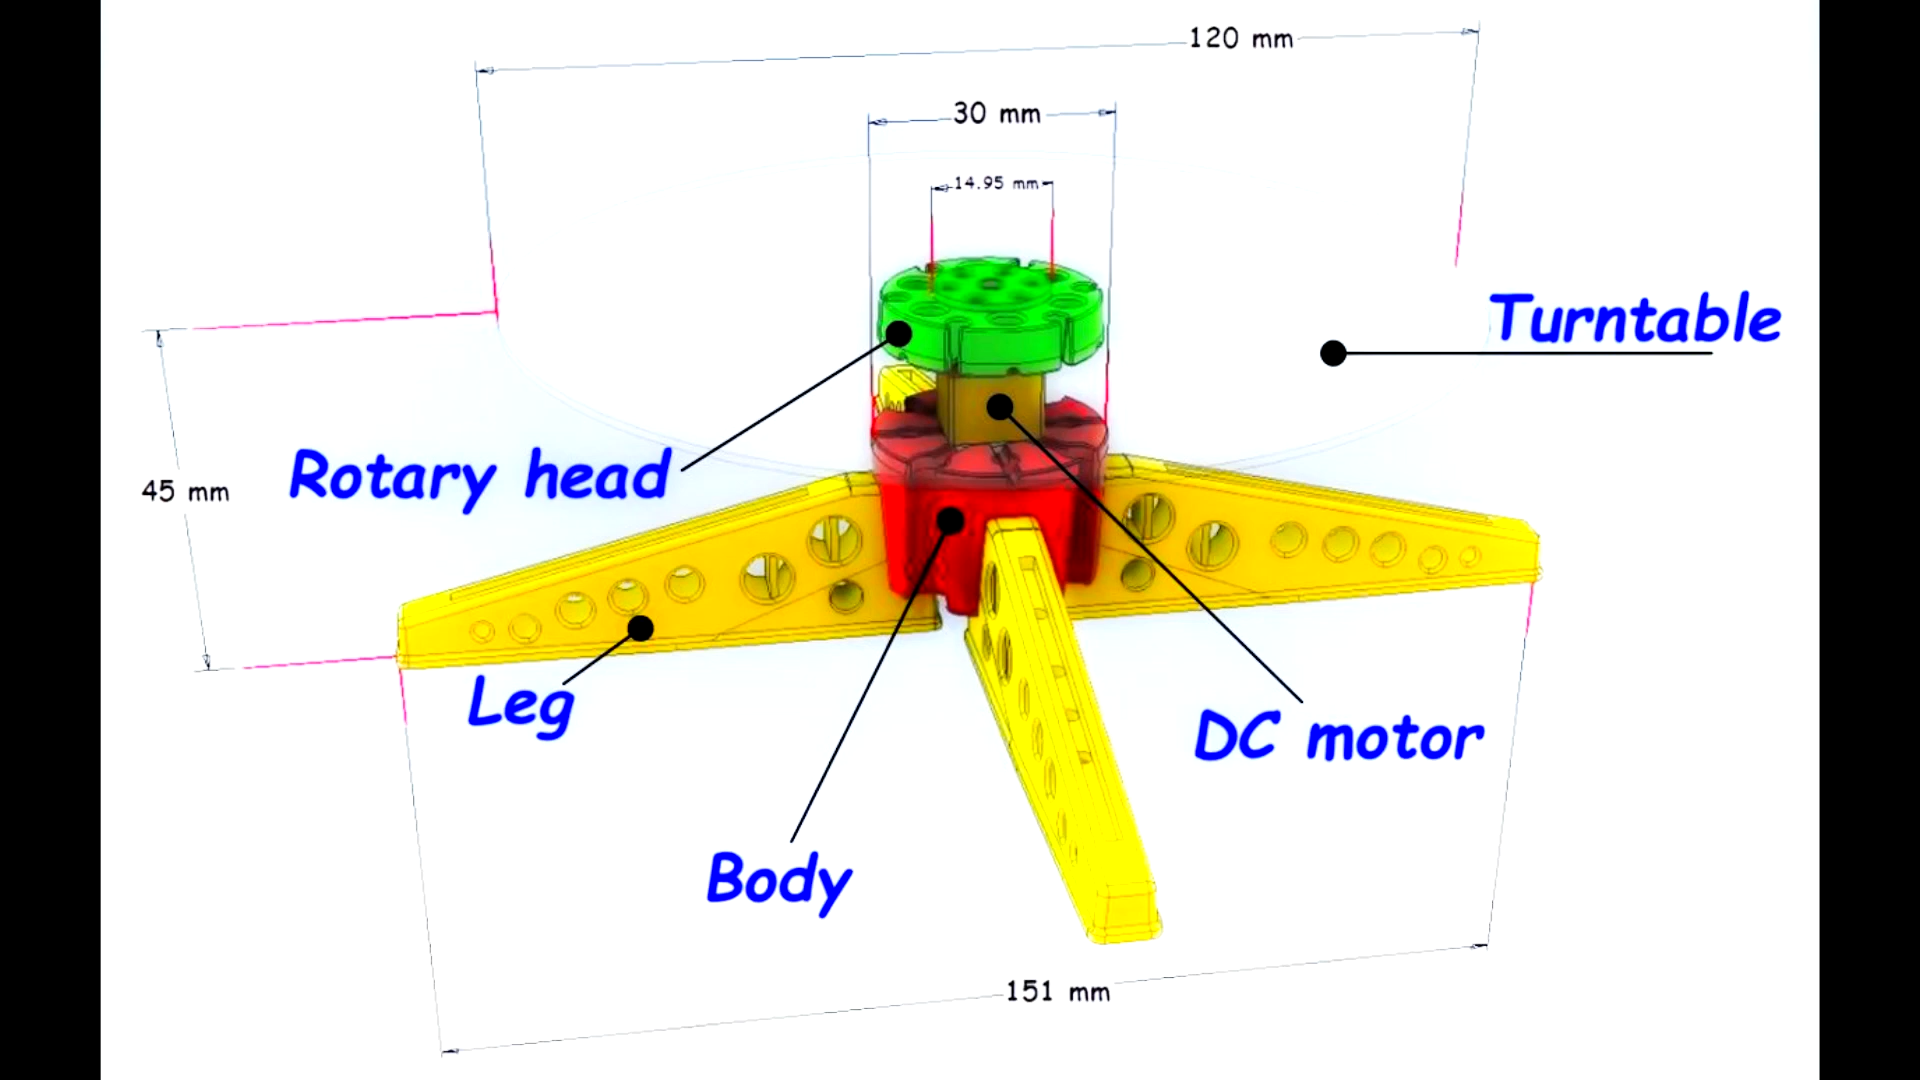 120 mm
30 mm
14.95 mm
Turntable
Rotary head
45 mm
Leg
DC motor
Body
151 mm